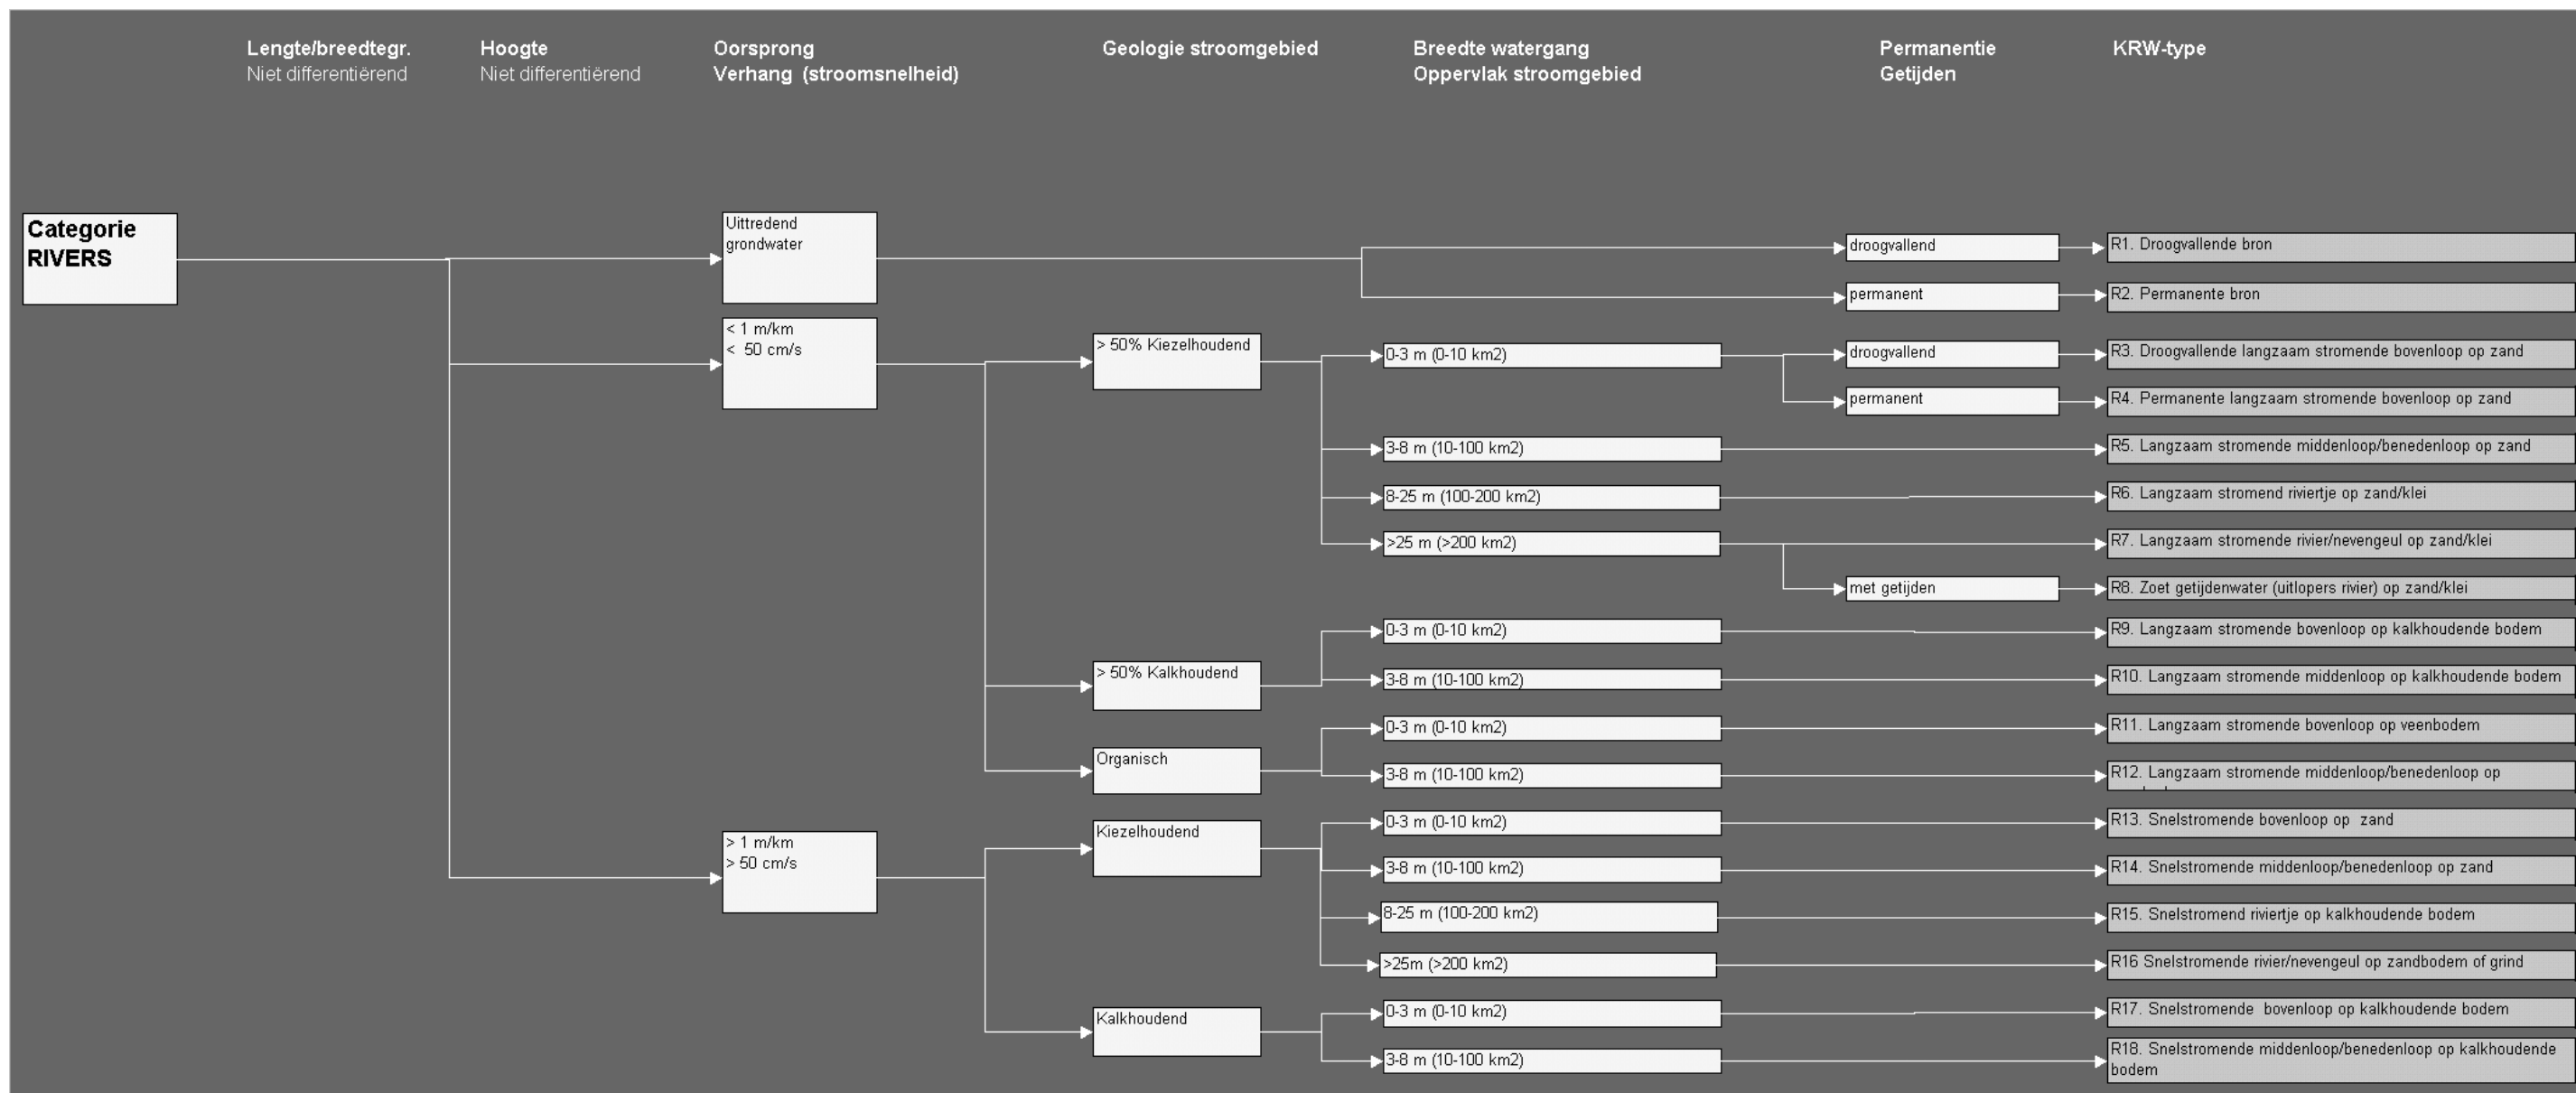 Lengte/breedtegr. Hoogte Oorsprong Geologie stroomgebied Breedte watergang Permanentie KRW-type
Niet differentiërend Niet differentiërend Verhang (stroomsnelheid) Oppervlak stroomgebied Getijden
Categorie
RIVERS
Uittredend
grondwater
droogvallend R1. Droogvallende bron
permanent R2. Permanente bron
< 1 m/km
< 50 cm/s
> 50% Kiezelhoudend
0-3 m (0-10 km2) droogvallend R3. Droogvallende langzaam stromende bovenloop op zand
permanent R4. Permanente langzaam stromende bovenloop op zand
3-8 m (10-100 km2) R5. Langzaam stromende middenloop/benedenloop op zand
8-25 m (100-200 km2) R6. Langzaam stromend riviertje op zand/klei
>25 m (>200 km2) R7. Langzaam stromende rivier/nevengeul op zand/klei
met getijden R8. Zoet getijdenwater (uitlopers rivier) op zand/klei
0-3 m (0-10 km2) R9. Langzaam stromende bovenloop op kalkhoudende bodem
> 50% Kalkhoudend
3-8 m (10-100 km2) R10. Langzaam stromende middenloop op kalkhoudende bodem
0-3 m (0-10 km2) R11. Langzaam stromende bovenloop op veenbodem
Organisch
3-8 m (10-100 km2) R12. Langzaam stromende middenloop/benedenloop op
0-3 m (0-10 km2) R13. Snelstromende bovenloop op zand
Kiezelhoudend
> 1 m/km
> 50 cm/s
3-8 m (10-100 km2) R14. Snelstromende middenloop/benedenloop op zand
8-25 m (100-200 km2) R15. Snelstromend riviertje op kalkhoudende bodem
>25m (>200 km2) R16 Snelstromende rivier/nevengeul op zandbodem of grind
0-3 m (0-10 km2) R17. Snelstromende bovenloop op kalkhoudende bodem
Kalkhoudend
3-8 m (10-100 km2) R18. Snelstromende middenloop/benedenloop op kalkhoudende
bodem